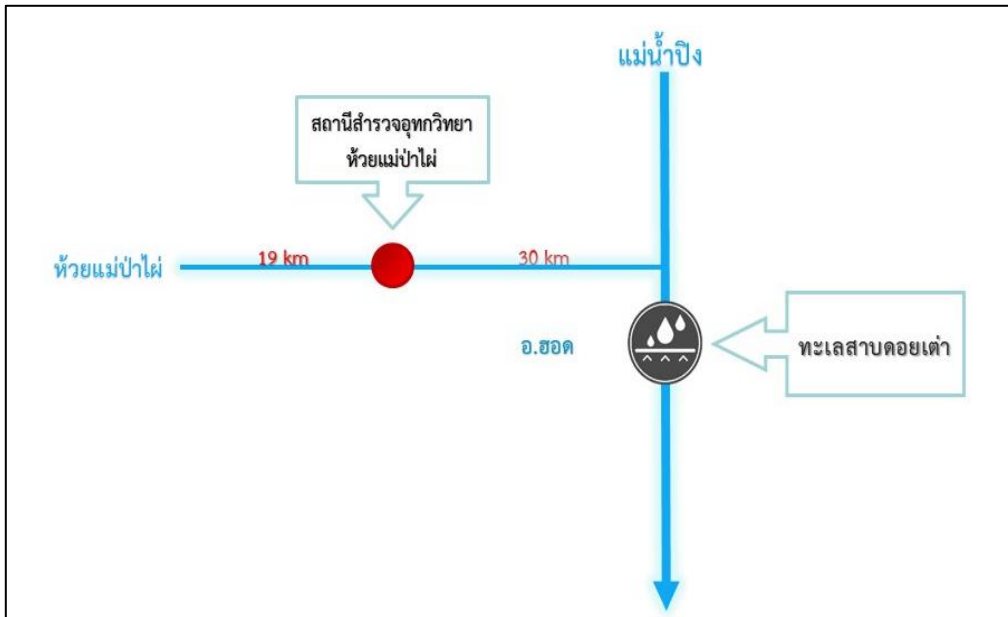 แม่น้ำปิง
สถานีสำรวจอุทกวิทยา
ห้วยแม่ป่าไผ่
ห้วยแม่ป่าไผ่
19 km
30 km
อ.ฮอด
ทะเลสาบดอยเต่า